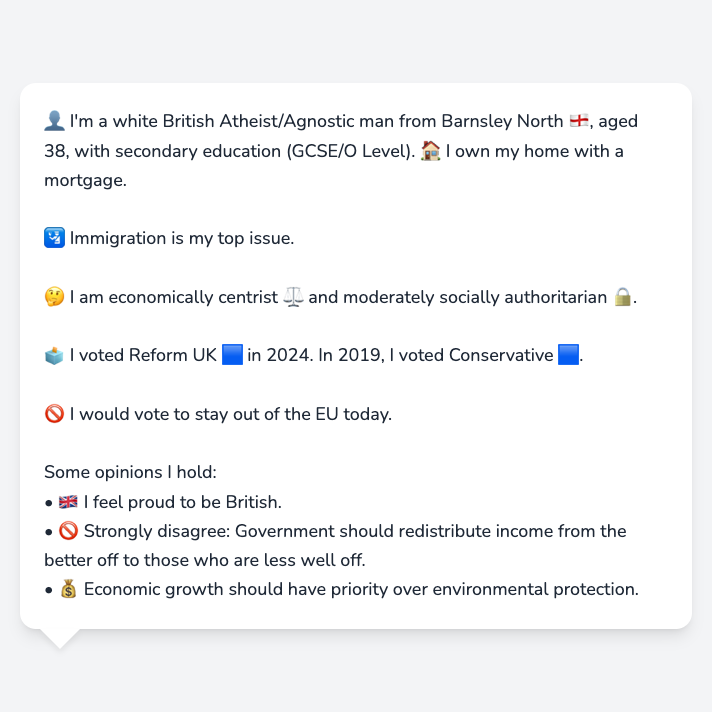 👤 I'm a white British Atheist/Agnostic man from Barnsley North 🏴󠁧󠁢󠁥󠁮󠁧󠁿, aged
38, with secondary education (GCSE/O Level). 🏠 I own my home with a
mortgage.
🛂 Immigration is my top issue.
🤔 I am economically centrist ⚖️ and moderately socially authoritarian 🔒.
🗳️ I voted Reform UK 🟦 in 2024. In 2019, I voted Conservative 🟦.
🚫 I would vote to stay out of the EU today.
Some opinions I hold:
• 🇬🇧 I feel proud to be British.
• 🚫 Strongly disagree: Government should redistribute income from the
better off to those who are less well off.
• 💰 Economic growth should have priority over environmental protection.